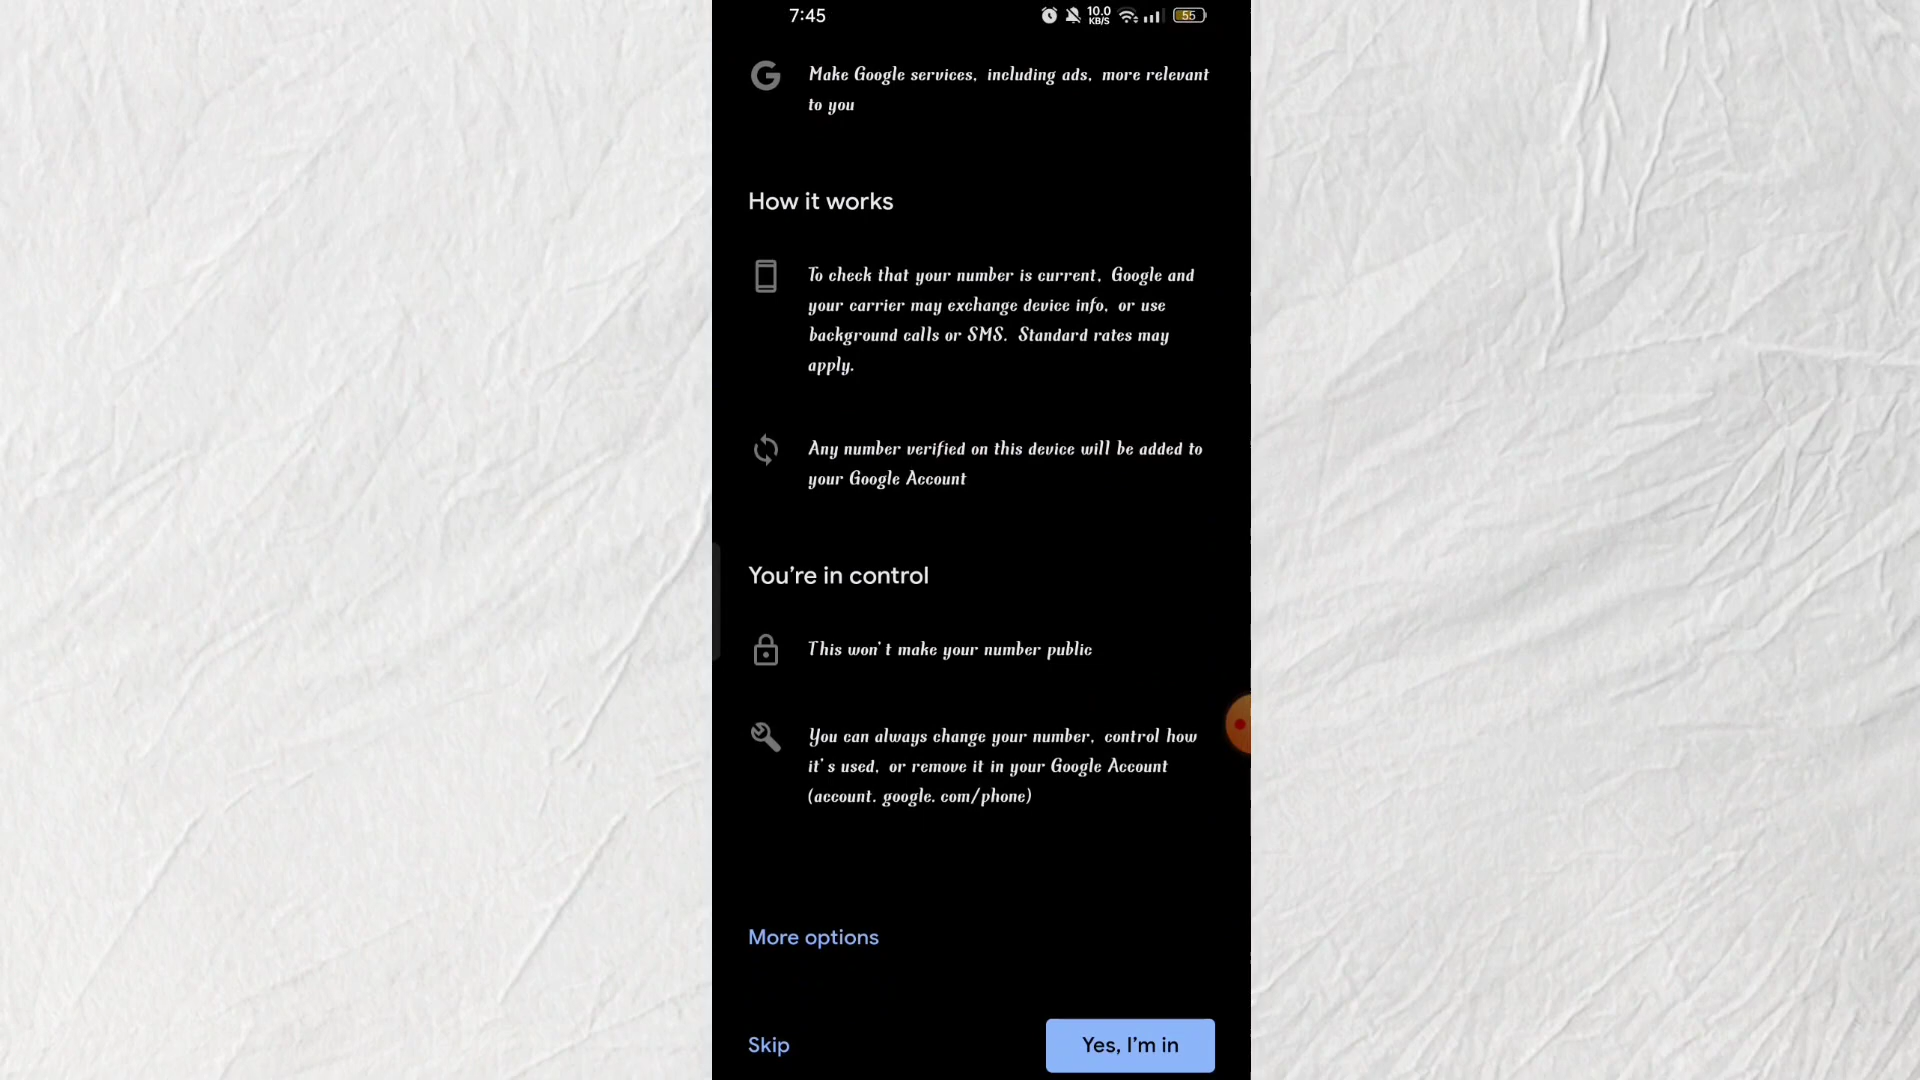 7:45
10.0
KB/S
55
Make Google services, including ads, more relevant
to you
How it works
To check that your number is current, Google and
your carrier may exchange device info, or use
background calls or SMS. Standard rates may
apply.
Any number verified on this device will be added to
your Google Account
You're in control
This won't make your number public
You can always change your number, control how
it's used, or remove it in your Google Account
(account. google. com/phone)
More options
Skip
Yes, I'm in